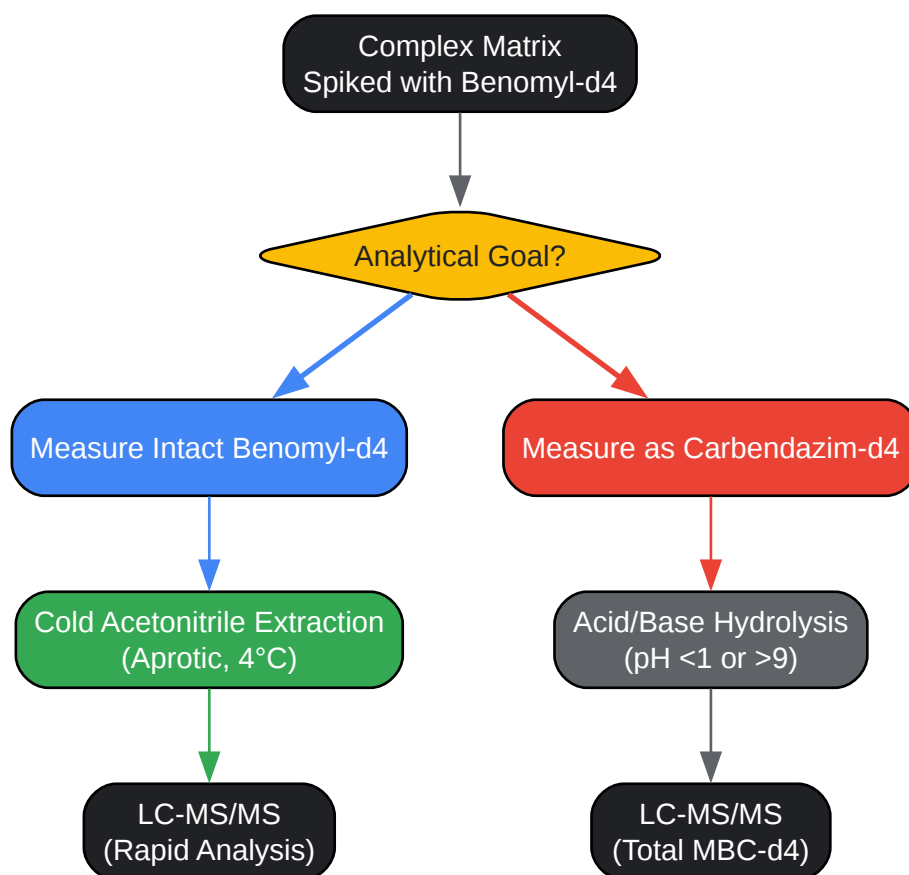 Complex Matrix
Spiked with Benomyl-d4
Analytical Goal?
Measure Intact Benomyl-d4
Measure as Carbendazim-d4
Cold Acetonitrile Extraction
(Aprotic, 4°C)
Acid/Base Hydrolysis
(pH <1 or >9)
LC-MS/MS
(Rapid Analysis)
LC-MS/MS
(Total MBC-d4)